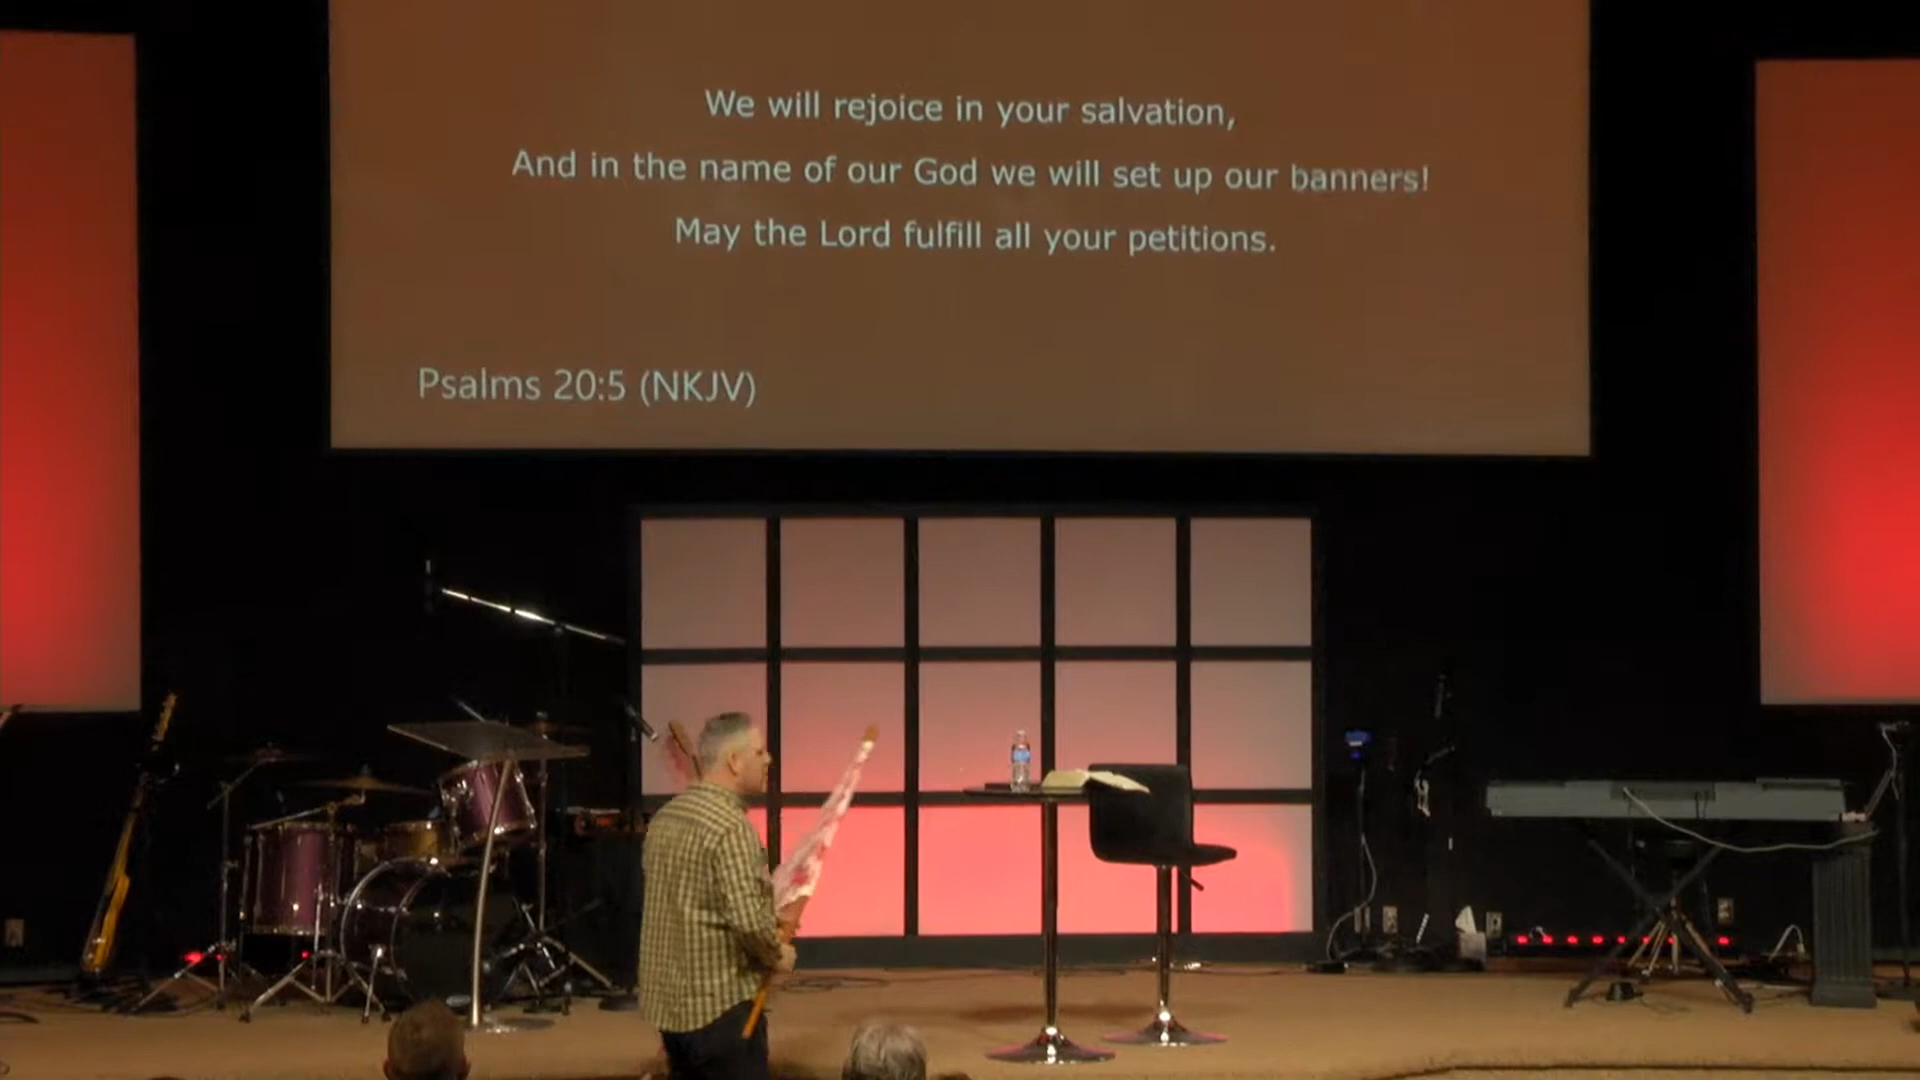 We will rejoice in your salvation,
And in the name of our God we will set up our banners!
May the Lord fulfill all your petitions.
Psalms 20:5 (NKJV)